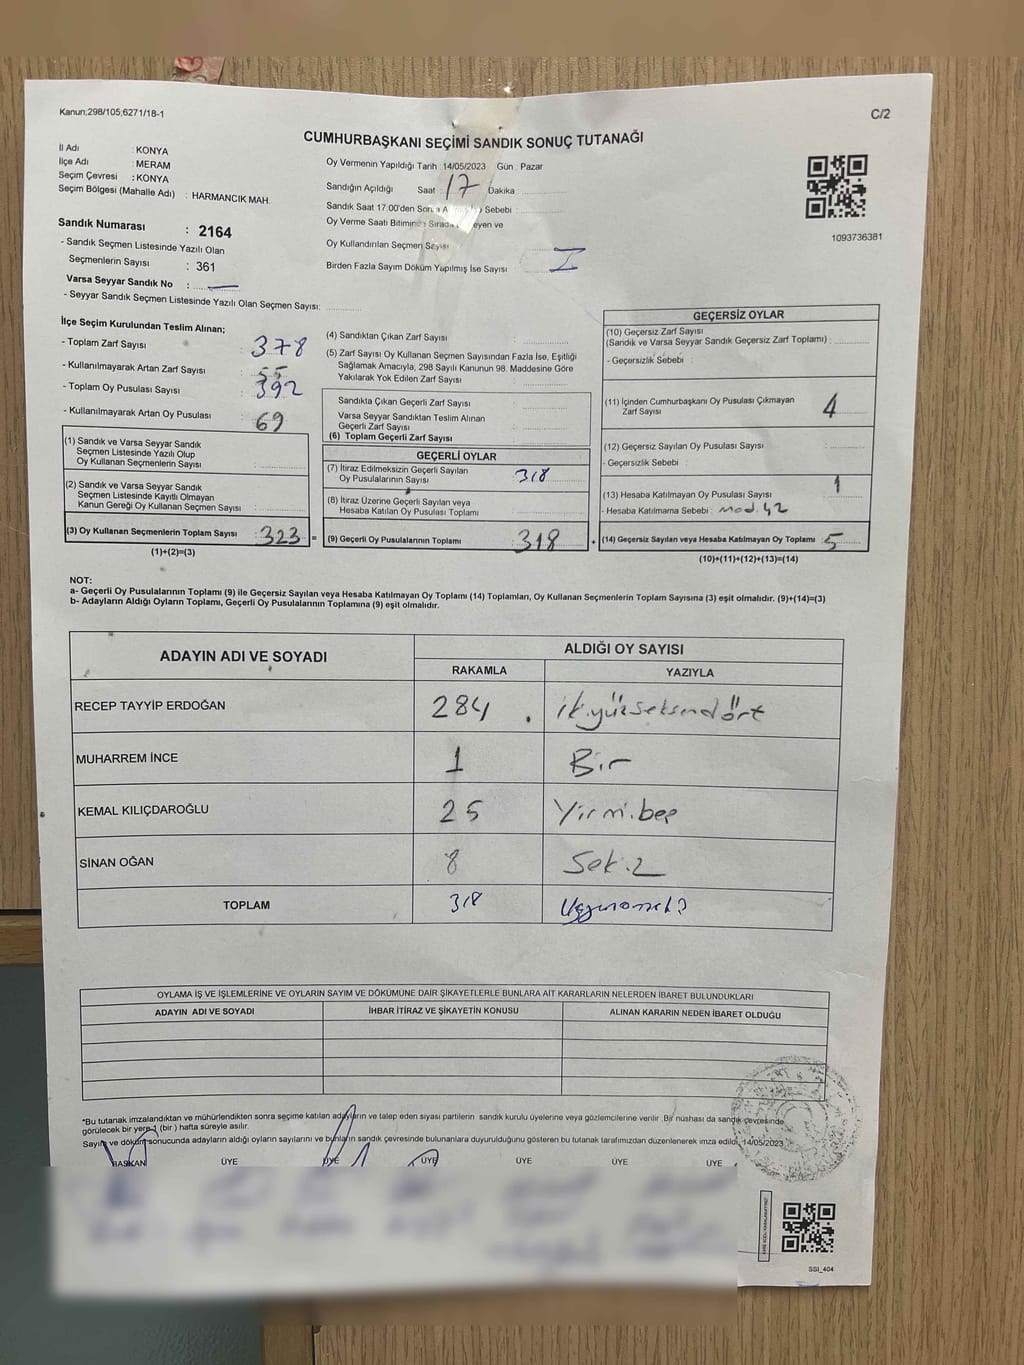 Kanun,298/105,6271/18-1
C/2
CUMHURBAŞKANI SEÇİMİ SANDIK SONUÇ TUTANAĞI
İl Adı : KONYA
İlçe Adı : MERAM
Seçim Çevresi : KONYA
Seçim Bölgesi (Mahalle Adı) : HARMANCIK MAH.
Sandık Numarası : 2164
- Sandık Seçmen Listesinde Yazılı Olan
Seçmenlerin Sayısı : 361
Varsa Seyyar Sandık No :
- Seyyar Sandık Seçmen Listesinde Yazılı Olan Seçmen Sayısı:
Oy Vermenin Yapıldığı Tarih :14/05/2023 Gün : Pazar
Sandığın Açıldığı Saat : 17 Dakika
Sandık Saat 17:00'den Sonra Sebebi :
Oy Verme Saati Bitiminde Sırada ve
Oy Kullandırılan Seçmen Sayısı
Birden Fazla Sayım Döküm Yapılmış İse Sayısı
1093736381
İlçe Seçim Kurulundan Teslim Alınan;
- Toplam Zarf Sayısı : 378
- Kullanılmayarak Artan Zarf Sayısı : 55
- Toplam Oy Pusulası Sayısı : 392
- Kullanılmayarak Artan Oy Pusulası : 69
(1) Sandık ve Varsa Seyyar Sandık
Seçmen Listesinde Yazılı Olup
Oy Kullanan Seçmenlerin Sayısı :
(2) Sandık ve Varsa Seyyar Sandık
Seçmen Listesinde Kayıtlı Olmayan
Kanun Gereği Oy Kullanan Seçmen Sayısı :
(3) Oy Kullanan Seçmenlerin Toplam Sayısı : 323 =
(1)+(2)=(3)
(4) Sandıktan Çıkan Zarf Sayısı :
(5) Zarf Sayısı Oy Kullanan Seçmen Sayısından Fazla İse, Eşitliği
Sağlamak Amacıyla, 298 Sayılı Kanunun 98. Maddesine Göre
Yakılarak Yok Edilen Zarf Sayısı :
Sandıkta Çıkan Geçerli Zarf Sayısı :
Varsa Seyyar Sandıktan Teslim Alınan
Geçerli Zarf Sayısı :
(6) Toplam Geçerli Zarf Sayısı
GEÇERLİ OYLAR
(7) İtiraz Edilmeksizin Geçerli Sayılan
Oy Pusulalarının Sayısı : 318
(8) İtiraz Üzerine Geçerli Sayılan veya
Hesaba Katılan Oy Pusulası Toplamı :
(9) Geçerli Oy Pusulalarının Toplamı : 318 +
GEÇERSİZ OYLAR
(10) Geçersiz Zarf Sayısı
(Sandık ve Varsa Seyyar Sandık Geçersiz Zarf Toplamı) :
- Geçersizlik Sebebi :
(11) İçinden Cumhurbaşkanı Oy Pusulası Çıkmayan
Zarf Sayısı : 4
(12) Geçersiz Sayılan Oy Pusulası Sayısı :
- Geçersizlik Sebebi :
(13) Hesaba Katılmayan Oy Pusulası Sayısı : 1
- Hesaba Katılmama Sebebi : mad. 42
(14) Geçersiz Sayılan veya Hesaba Katılmayan Oy Toplamı : 5
(10)+(11)+(12)+(13)=(14)
NOT:
a- Geçerli Oy Pusulalarının Toplamı (9) ile Geçersiz Sayılan veya Hesaba Katılmayan Oy Toplamı (14) Toplamları, Oy Kullanan Seçmenlerin Toplam Sayısına (3) eşit olmalıdır. (9)+(14)=(3)
b- Adayların Aldığı Oyların Toplamı, Geçerli Oy Pusulalarının Toplamına (9) eşit olmalıdır.
ADAYIN ADI VE SOYADI ALDIĞI OY SAYISI
RAKAMLA YAZIYLA
RECEP TAYYİP ERDOĞAN 284 ikiyükseksendört
MUHARREM İNCE 1 Bir
KEMAL KILIÇDAROĞLU 25 Yirmibeş
SİNAN OĞAN 8 Sekiz
TOPLAM 318
OYLAMA İŞ VE İŞLEMLERİNE VE OYLARIN SAYIM VE DÖKÜMÜNE DAİR ŞİKAYETLERLE BUNLARA AİT KARARLARIN NELERDEN İBARET BULUNDUKLARI
ADAYIN ADI VE SOYADI İHBAR İTİRAZ VE ŞİKAYETİN KONUSU ALINAN KARARIN NEDEN İBARET OLDUĞU
*Bu tutanak imzalandıktan ve mühürlendikten sonra seçime katılan adayların ve talep eden siyasi partilerin sandık kurulu üyelerine veya gözlemcilerine verilir .Bir nüshası da sandık çevresinde
görülecek bir yere 1 (bir ) hafta süreyle asılır.
Sayım ve döküm sonucunda adayların aldığı oyların sayılarını ve bunların sandık çevresinde bulunanlara duyurulduğunu gösteren bu tutanak tarafımızdan düzenlenerek imza edildi. 14/05/2023
BAŞKAN ÜYE ÜYE ÜYE ÜYE ÜYE ÜYE
SSI_404